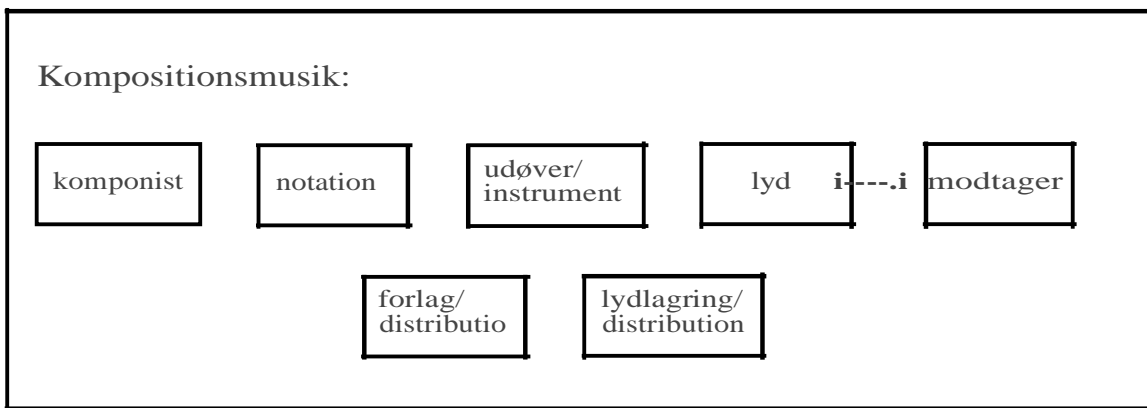 Kompositionsmusik:
komponist
notation
udøver/
instrument
lyd
i----.i
modtager
forlag/
distributio
lydlagring/
distribution